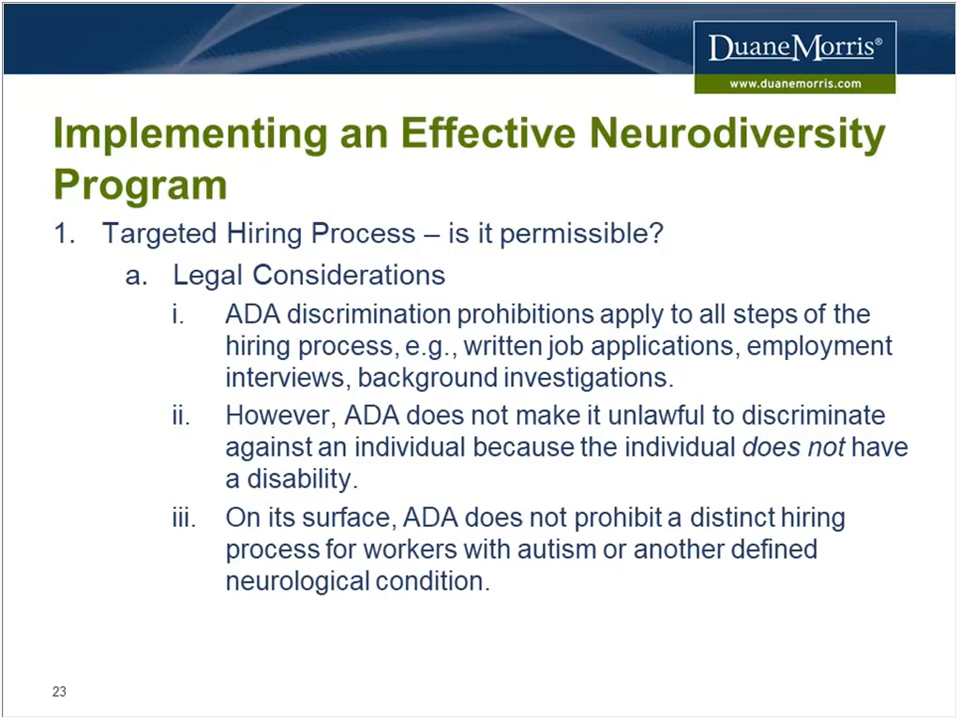 DuaneMorris®
www.duanemorris.com
Implementing an Effective Neurodiversity
Program
1. Targeted Hiring Process – is it permissible?
a. Legal Considerations
i. ADA discrimination prohibitions apply to all steps of the
hiring process, e.g., written job applications, employment
interviews, background investigations.
ii. However, ADA does not make it unlawful to discriminate
against an individual because the individual does not have
a disability.
iii. On its surface, ADA does not prohibit a distinct hiring
process for workers with autism or another defined
neurological condition.
23